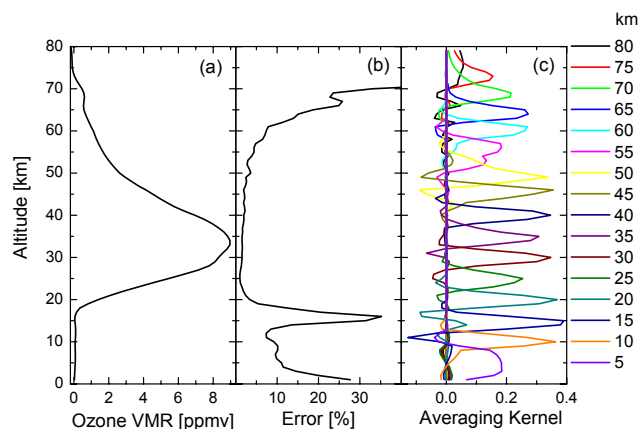 km
80
(a)
(b)
(c)
80
70
60
50
40
30
20
10
0
Altitude [km]
75
70
65
60
55
50
45
40
35
30
25
20
15
10
5
0 2 4 6 8
0 10 20 30
0.0 0.2 0.4
Ozone VMR [ppmv]
Error [%]
Averaging Kernel